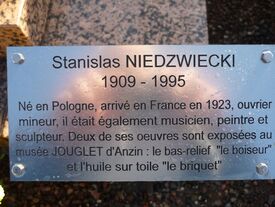 Stanislas NIEDZWIECKI
1909 - 1995
Né en Pologne, arrivé en France en 1923, ouvrier
mineur, il était également musicien, peintre et
sculpteur. Deux de ses oeuvres sont exposées au
musée JOUGLET d'Anzin : le bas-relief "le boiseur"
et l'huile sur toile "le briquet"